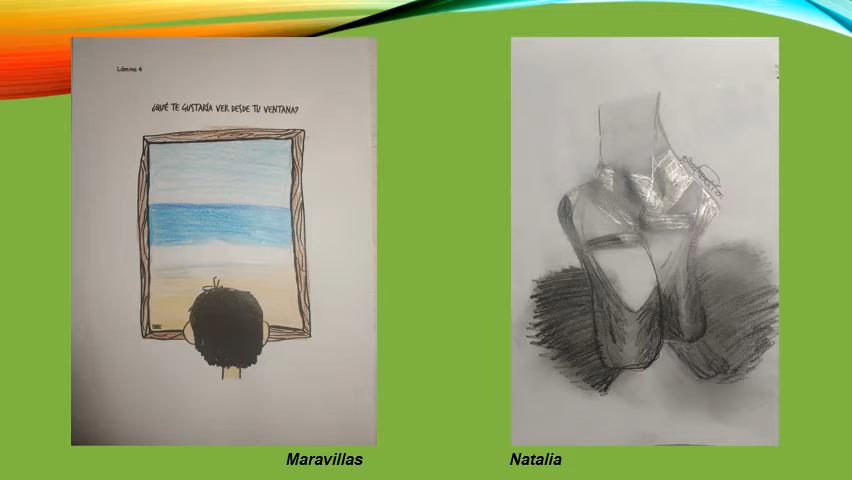 Lámina 4
¿QUÉ TE GUSTARÍA VER DESDE TU VENTANA?
Maravillas
Natalia